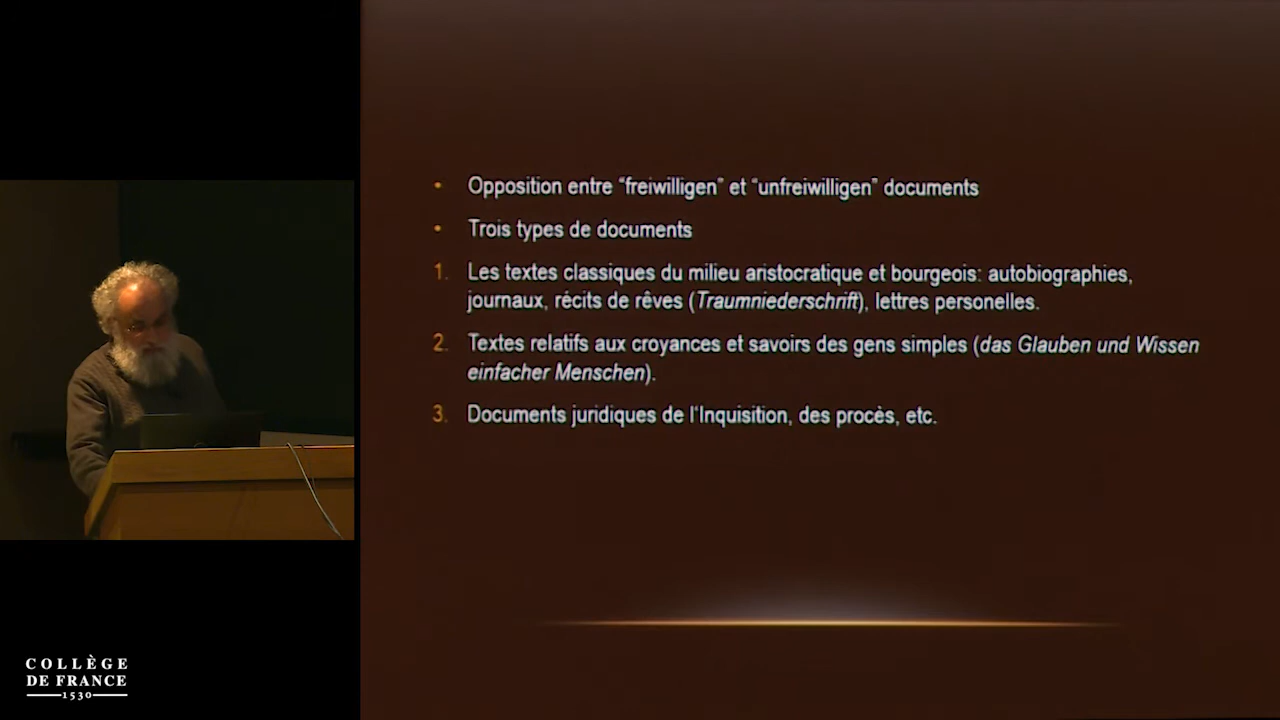 Opposition entre “freiwilligen” et “unfreiwilligen” documents
Trois types de documents
1. Les textes classiques du milieu aristocratique et bourgeois: autobiographies,
journaux, récits de rêves (Traumniederschrift), lettres personelles.
2. Textes relatifs aux croyances et savoirs des gens simples (das Glauben und Wissen
einfacher Menschen).
3. Documents juridiques de l‘Inquisition, des procès, etc.
COLLÈGE
DE FRANCE
1530